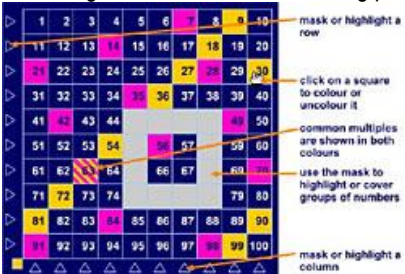 1 2 3 4 5 6 7 8 9 10
11 12 13 14 15 16 17 18 19 20
21 22 23 24 25 26 27 28 29 30
31 32 33 34 35 36 37 38 39 40
41 42 43 44 49 50
51 52 53 54 56 57 59 60
61 62 63 64 66 67 69 70
71 72 73 74 79 80
81 82 83 84 85 86 87 88 89 90
91 92 93 94 95 96 97 98 99 100
mask or highlight a
row
click on a square
to colour or
uncolour it
common multiples
are shown in both
colours
use the mask to
highlight or cover
groups of numbers
mask or highlight a
column